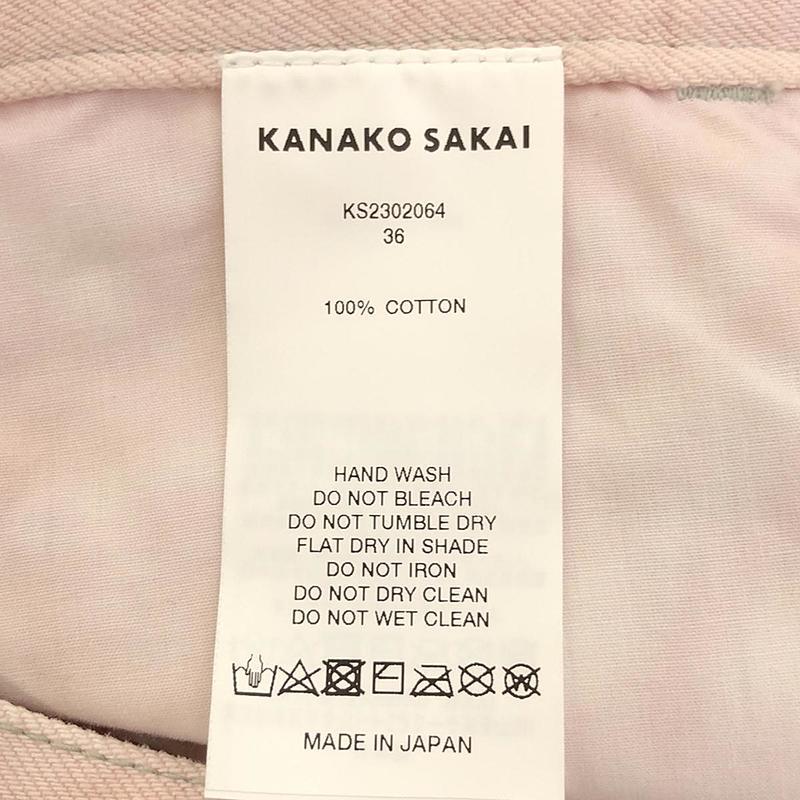 KANAKO SAKAI
KS2302064
36
100% COTTON
HAND WASH
DO NOT BLEACH
DO NOT TUMBLE DRY
FLAT DRY IN SHADE
DO NOT IRON
DO NOT DRY CLEAN
DO NOT WET CLEAN
W
MADE IN JAPAN